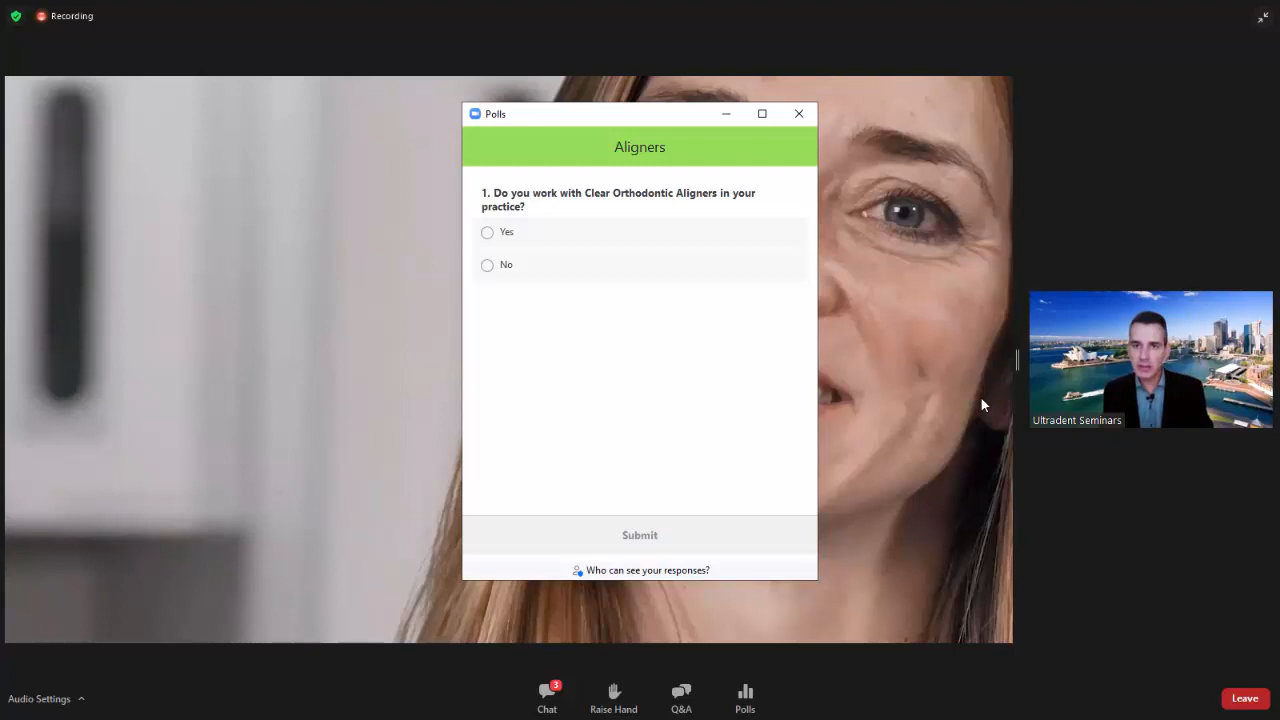 Recording
Polls
Aligners
1. Do you work with Clear Orthodontic Aligners in your
practice?
Yes
No
Submit
Who can see your responses?
Ultradent Seminars
Audio Settings
3
Chat
Raise Hand
Q&A
Polls
Leave